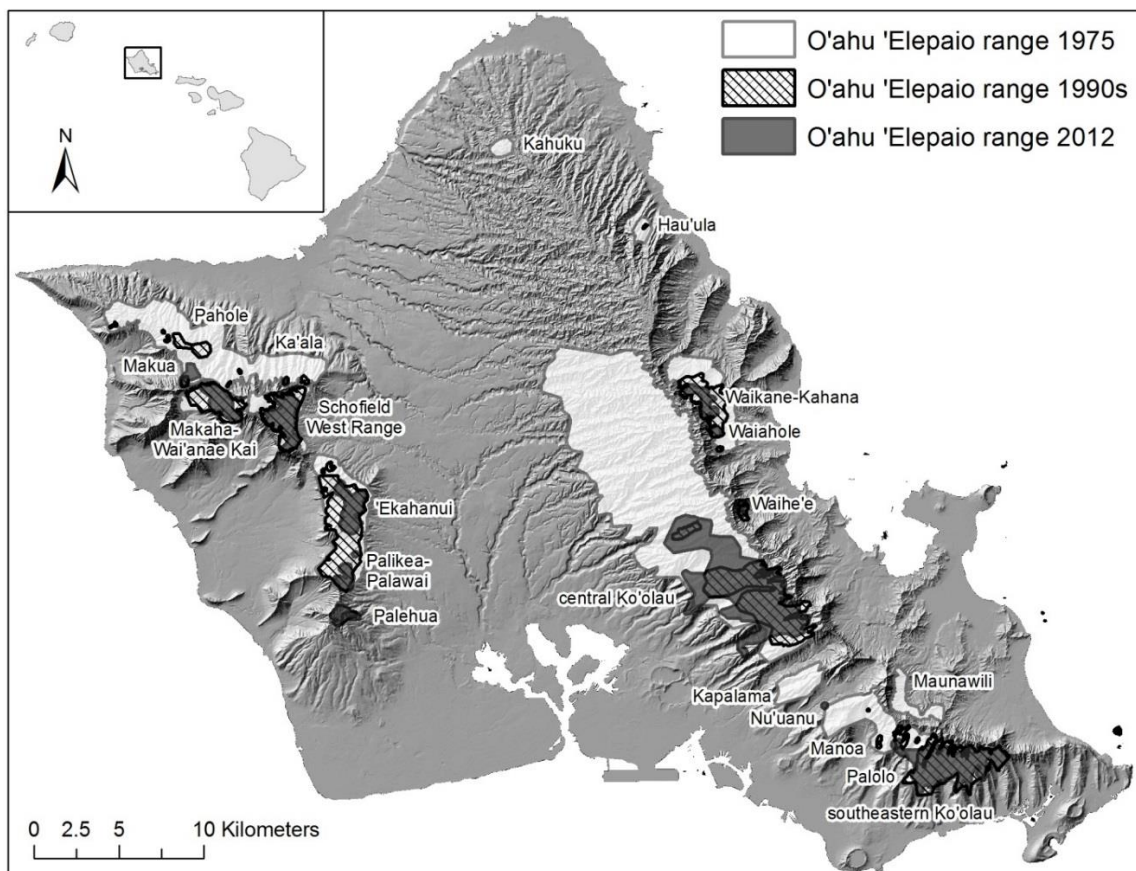 O'ahu 'Elepaio range 1975
O'ahu 'Elepaio range 1990s
O'ahu 'Elepaio range 2012
N
Kahuku
Hau'ula
Pahole
Ka'ala
Makua
Schofield
West Range
Makaha-
Wai'anae Kai
Waikane-Kahana
Waiahole
'Ekahanui
Waihe'e
Palikea-
Palawai
central Ko'olau
Palehua
Kapalama
Maunawili
Nu'uanu
Manoa
Palolo
southeastern Ko'olau
0 2.5 5 10 Kilometers